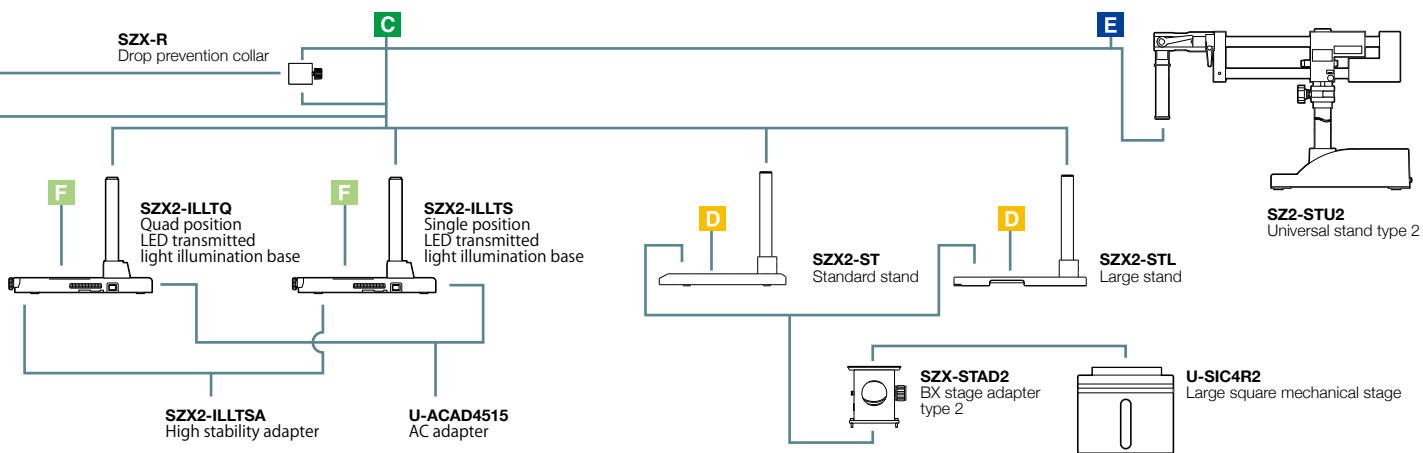 C
E
SZX-R
Drop prevention collar
F
SZX2-ILLTQ
Quad position
LED transmitted
light illumination base
F
SZX2-ILLTS
Single position
LED transmitted
light illumination base
D
SZX2-ST
Standard stand
D
SZX2-STL
Large stand
SZ2-STU2
Universal stand type 2
SZX2-ILLTSA
High stability adapter
U-ACAD4515
AC adapter
SZX-STAD2
BX stage adapter
type 2
U-SIC4R2
Large square mechanical stage